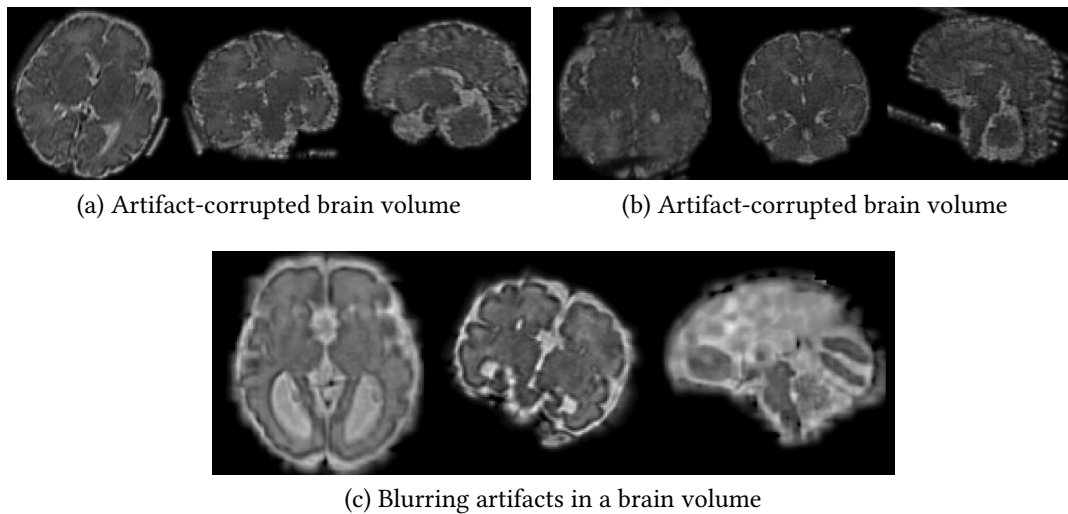 (a) Artifact-corrupted brain volume
(b) Artifact-corrupted brain volume
(c) Blurring artifacts in a brain volume